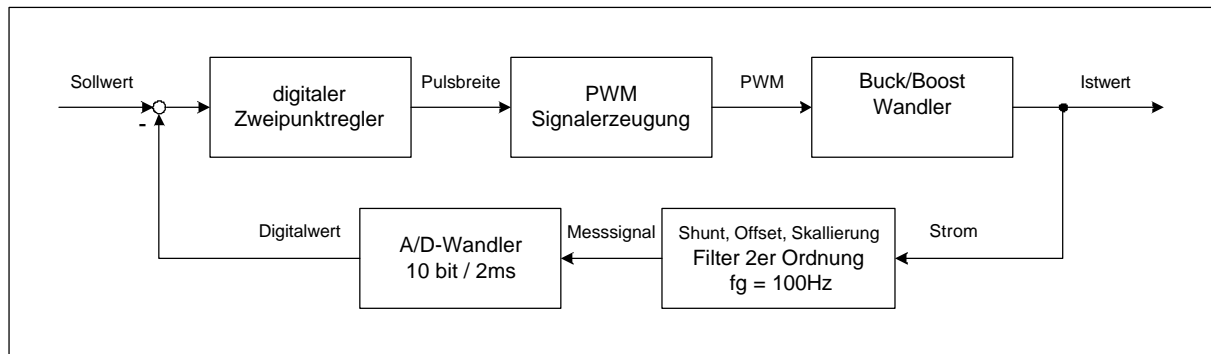 Sollwert
-
digitaler
Zweipunktregler
Pulsbreite
PWM
Signalerzeugung
PWM
Buck/Boost
Wandler
Istwert
Digitalwert
A/D-Wandler
10 bit / 2ms
Messsignal
Shunt, Offset, Skallierung
Filter 2er Ordnung
fg = 100Hz
Strom